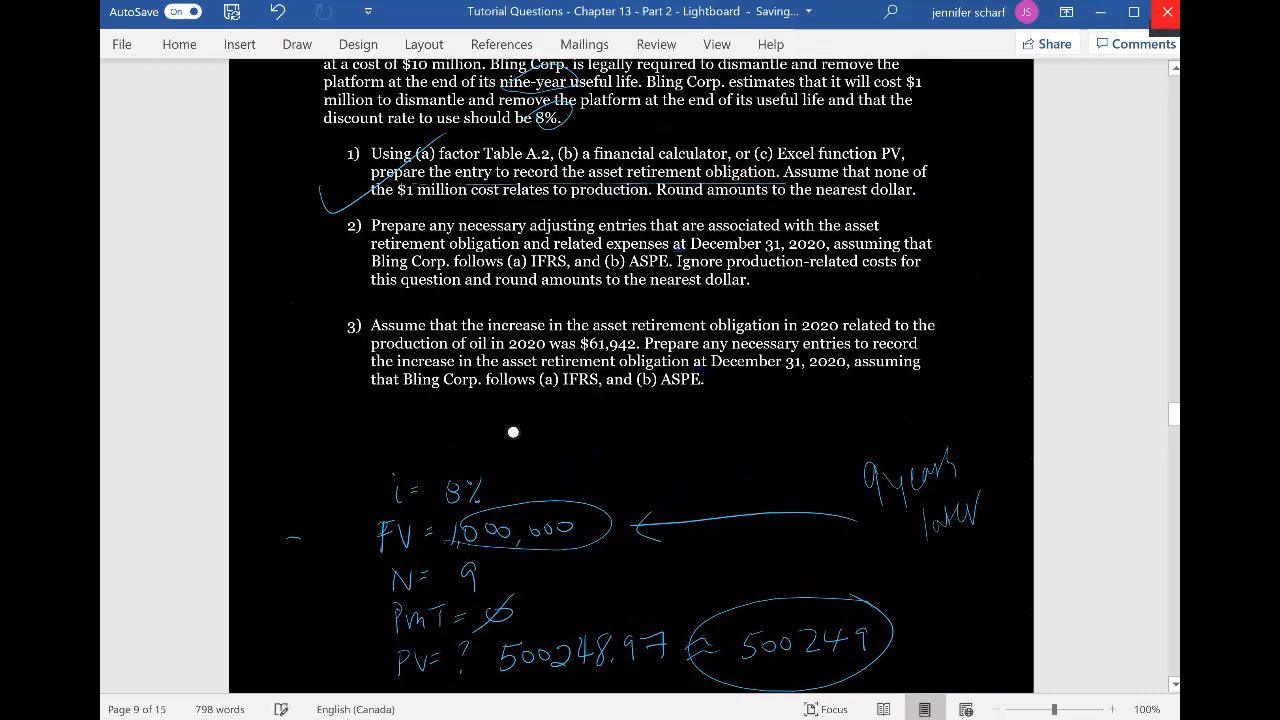 AutoSave On Tutorial Questions - Chapter 13 - Part 2 - Lightboard - Saving... jennifer scharf JS
File Home Insert Draw Design Layout References Mailings Review View Help Share Comments
at a cost of $10 million. Bling Corp. is legally required to dismantle and remove the
platform at the end of its nine-year useful life. Bling Corp. estimates that it will cost $1
million to dismantle and remove the platform at the end of its useful life and that the
discount rate to use should be 8%.
1) Using (a) factor Table A.2, (b) a financial calculator, or (c) Excel function PV,
prepare the entry to record the asset retirement obligation. Assume that none of
the $1 million cost relates to production. Round amounts to the nearest dollar.
2) Prepare any necessary adjusting entries that are associated with the asset
retirement obligation and related expenses at December 31, 2020, assuming that
Bling Corp. follows (a) IFRS, and (b) ASPE. Ignore production-related costs for
this question and round amounts to the nearest dollar.
3) Assume that the increase in the asset retirement obligation in 2020 related to the
production of oil in 2020 was $61,942. Prepare any necessary entries to record
the increase in the asset retirement obligation at December 31, 2020, assuming
that Bling Corp. follows (a) IFRS, and (b) ASPE.
9 years
later
i = 8%
FV = 1,000,000
N = 9
PmT = 0
PV = ? 500248.97 ≈ 500249
Page 9 of 15 798 words English (Canada) Focus 100%